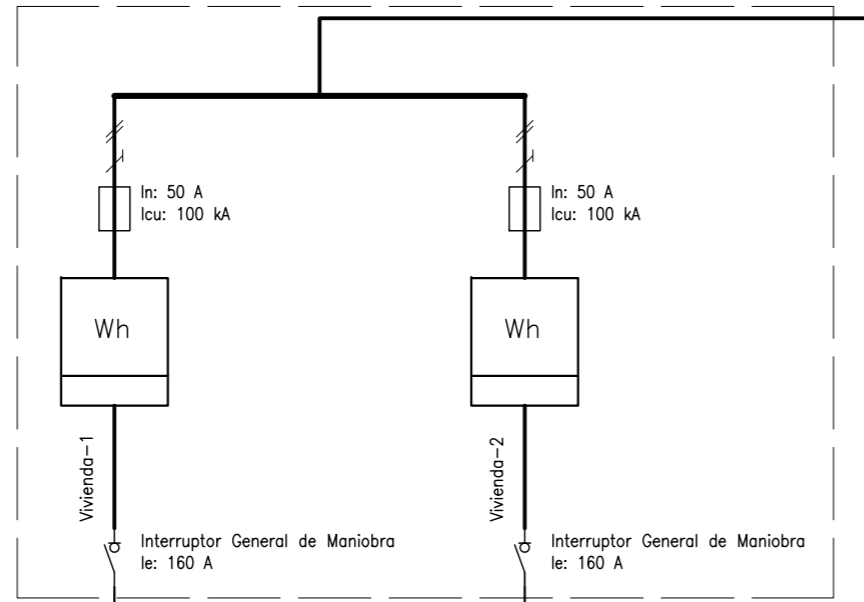 In: 50 A
Icu: 100 kA
In: 50 A
Icu: 100 kA
Wh
Wh
Vivienda-1
Vivienda-2
Interruptor General de Maniobra
Ie: 160 A
Interruptor General de Maniobra
Ie: 160 A